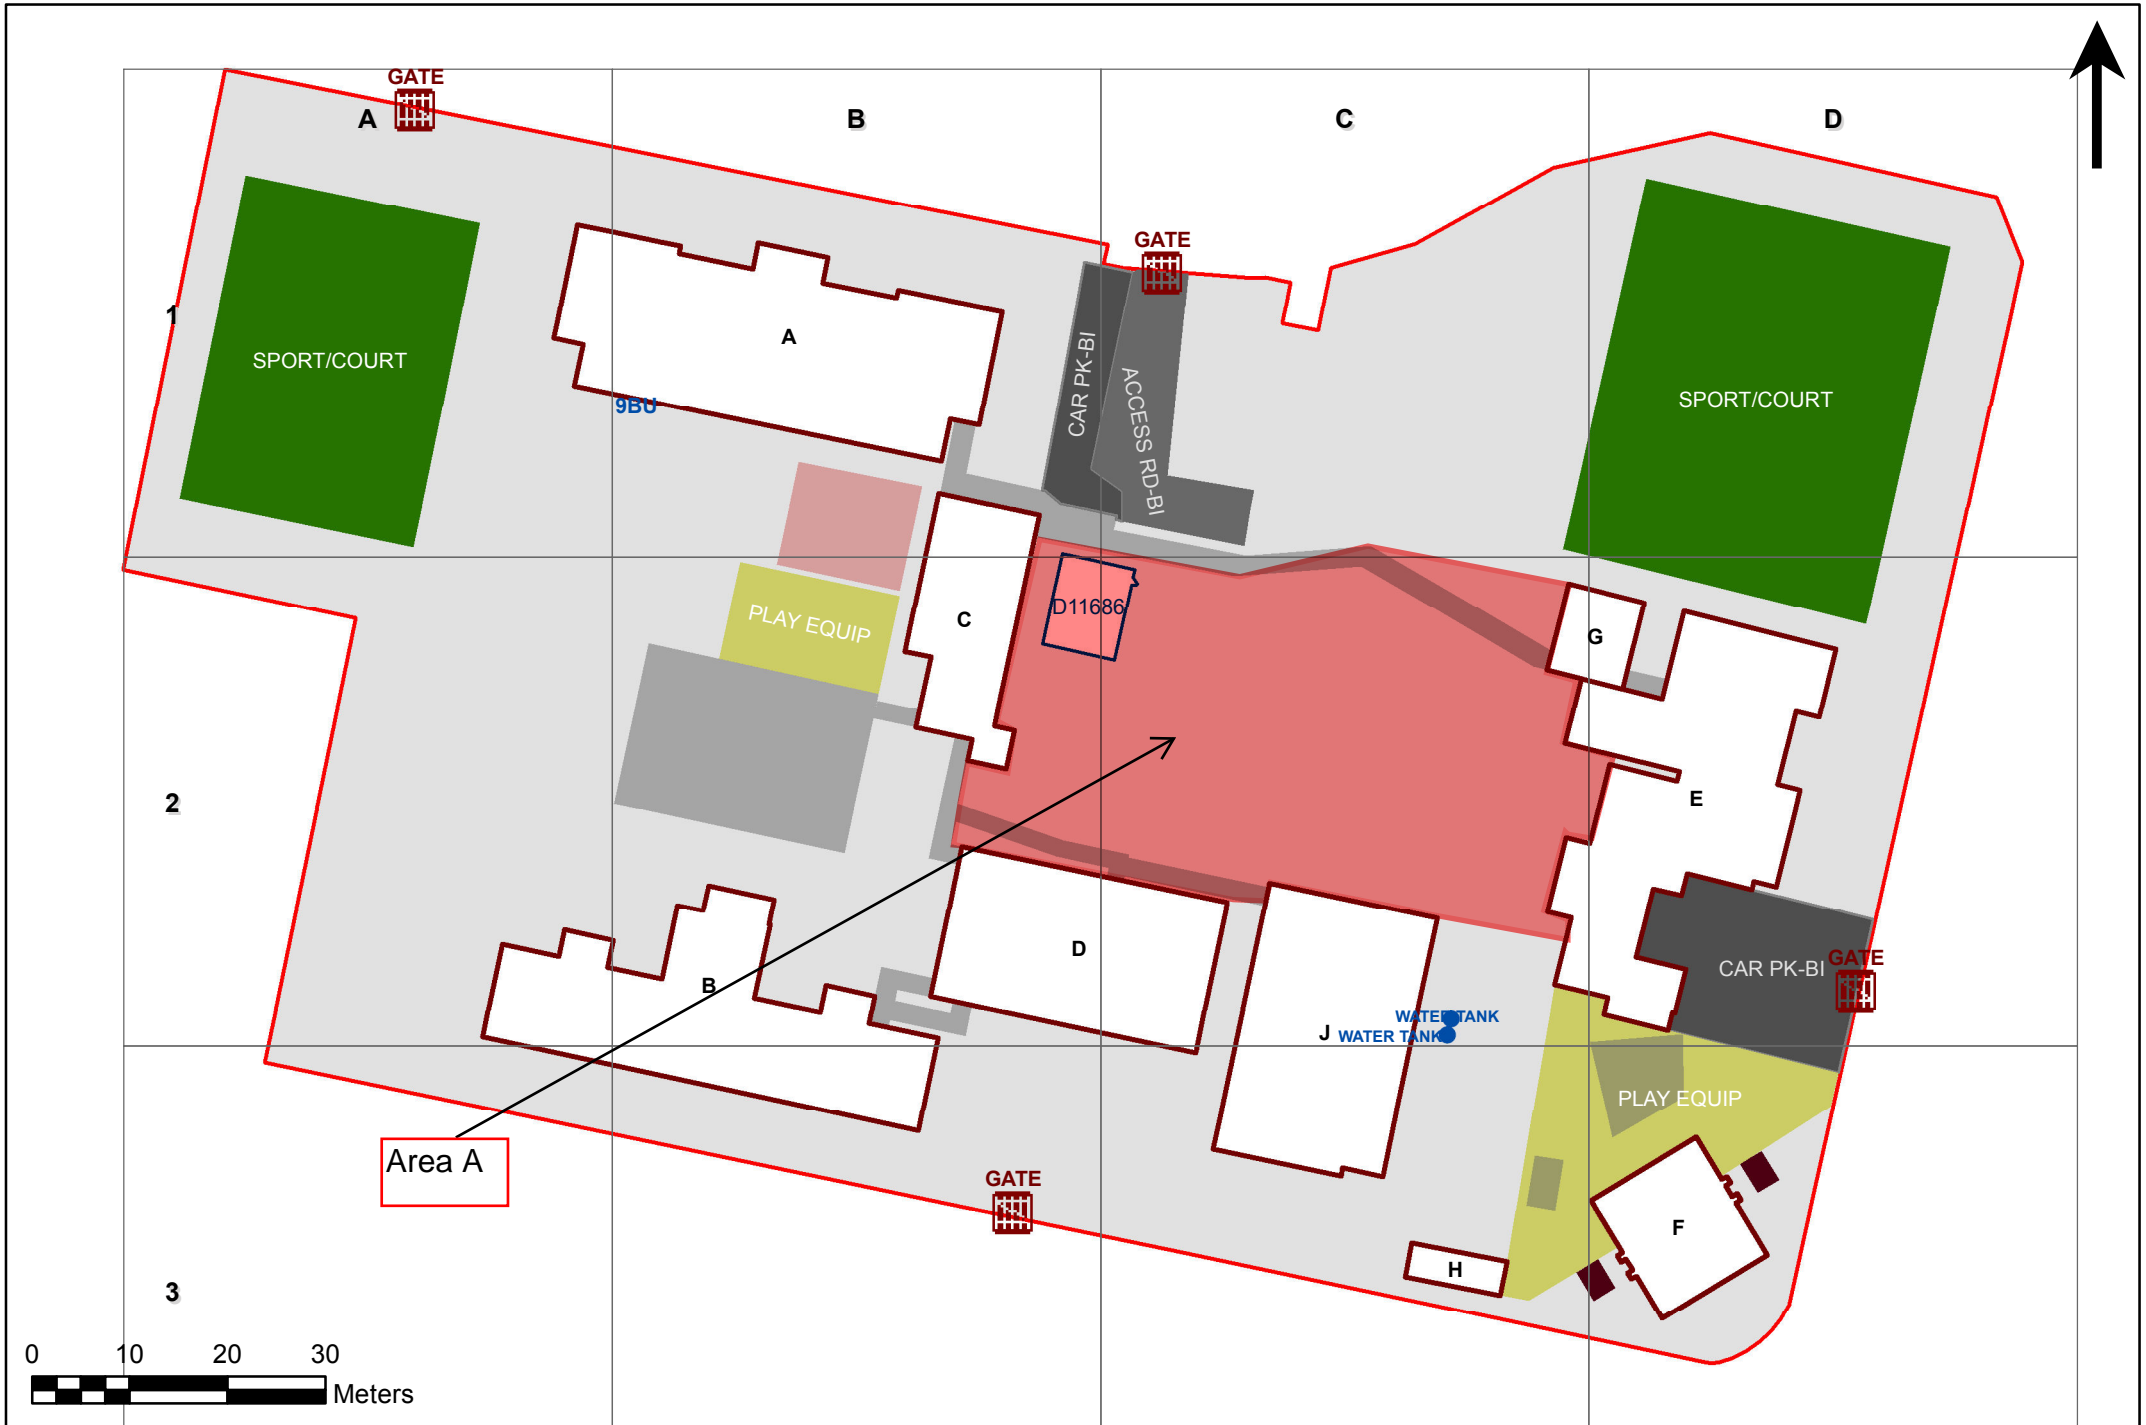 GATE
A
B
C
D
GATE
1
SPORT/COURT
A
9BU
CAR PK-BI
ACCESS RD-BI
SPORT/COURT
D11686
PLAY EQUIP
C
G
2
E
D
B
J
WATER TANK
WATER TANK
CAR PK-BI
GATE
PLAY EQUIP
Area A
GATE
F
H
3
0 10 20 30
Meters